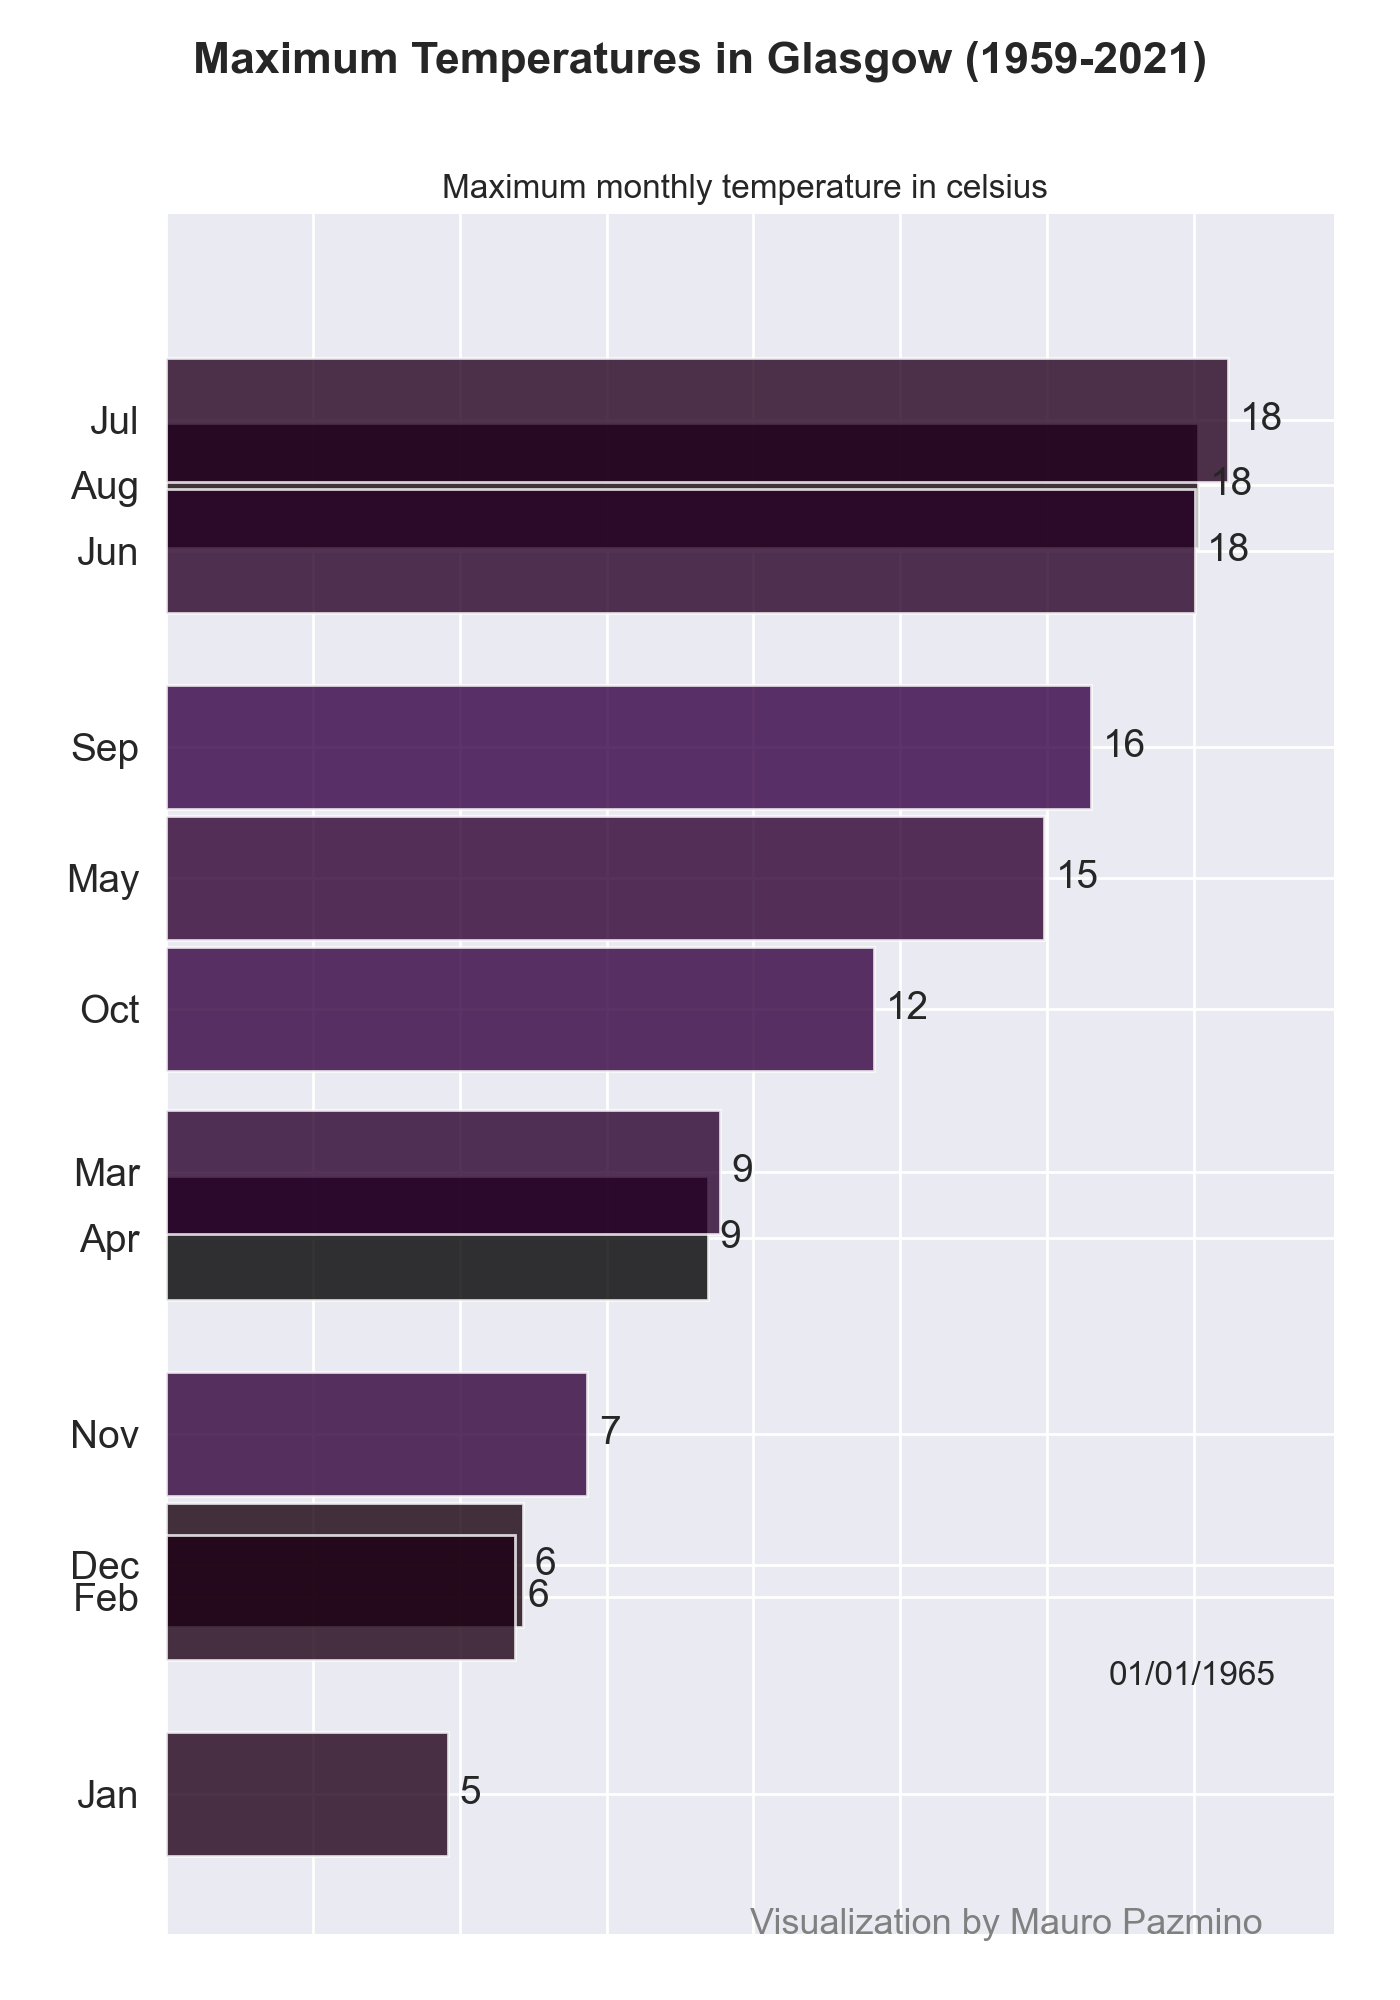 Maximum Temperatures in Glasgow (1959-2021)
Maximum monthly temperature in celsius
Jul 18
Aug 18
Jun 18
Sep 16
May 15
Oct 12
Mar 9
Apr 9
Nov 7
Dec 6
Feb 6
01/01/1965
Jan 5
Visualization by Mauro Pazmino